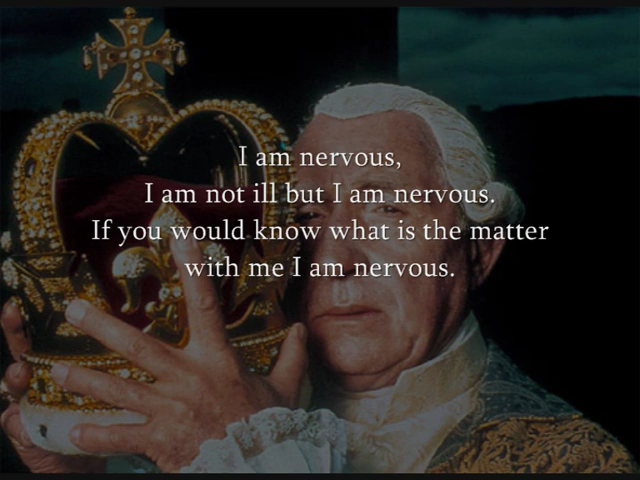 I am nervous,
I am not ill but I am nervous.
If you would know what is the matter
with me I am nervous.